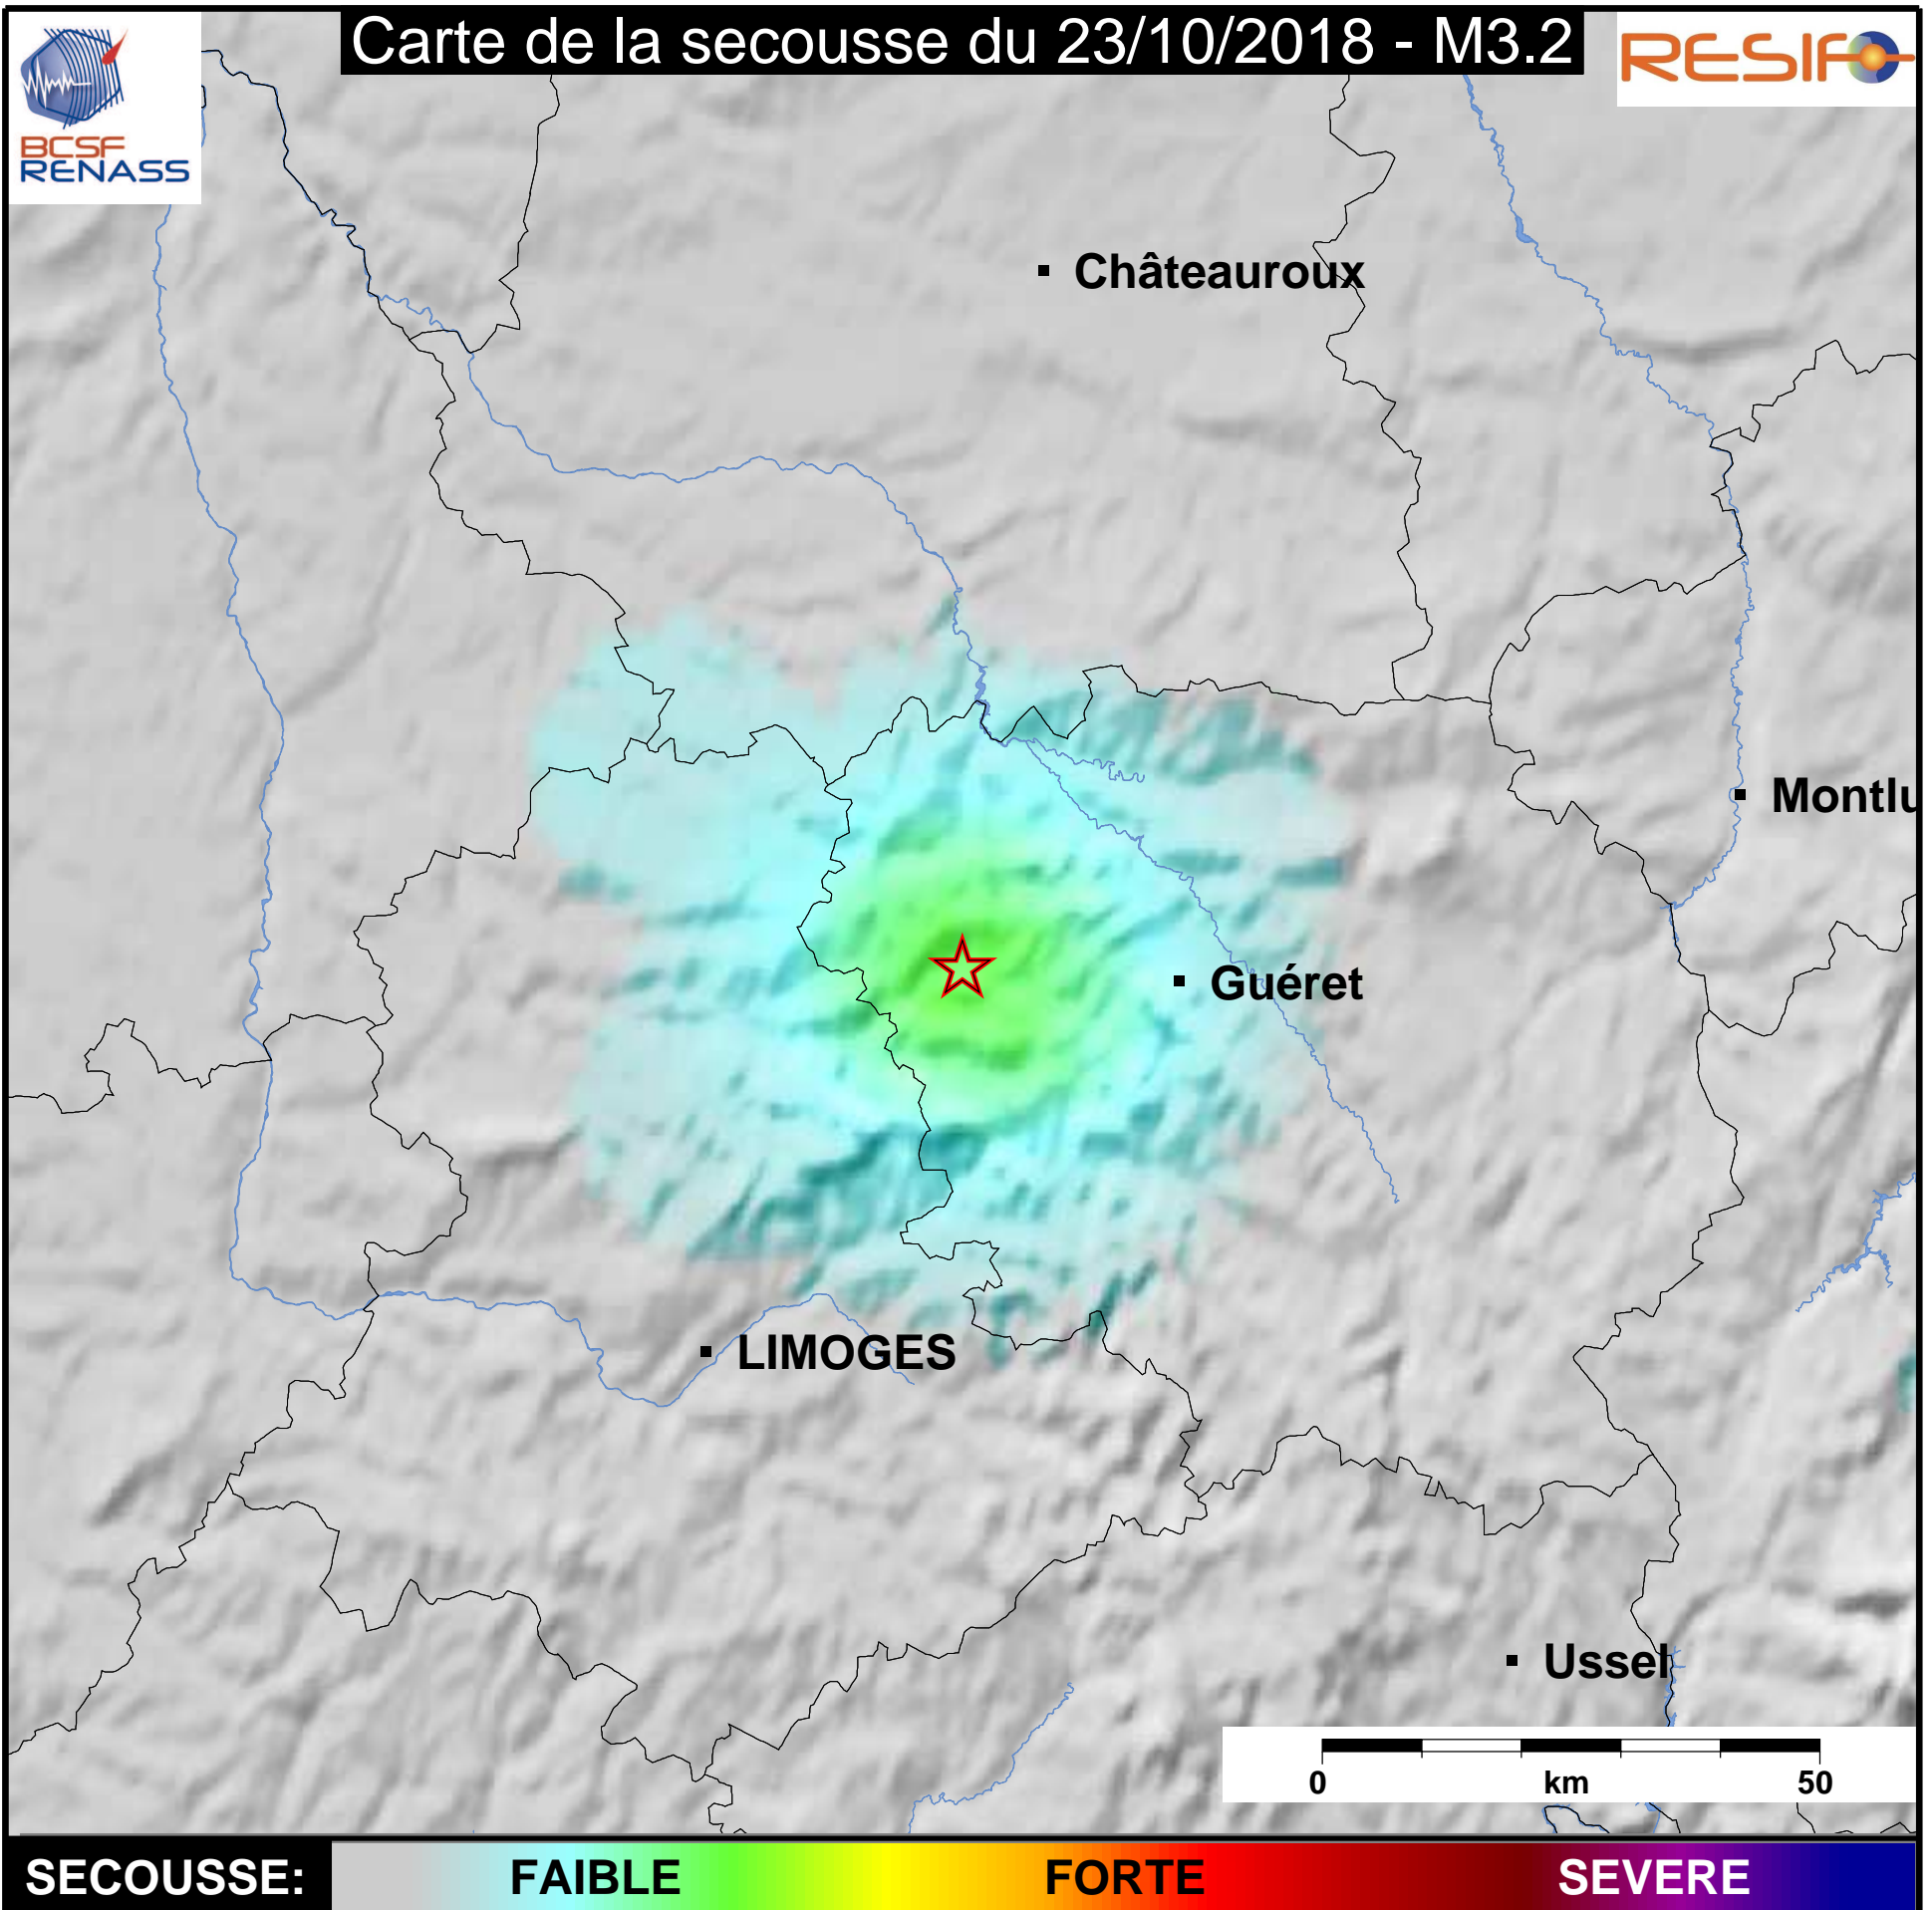 Carte de la secousse du 23/10/2018 - M3.2
BCSF
RENASS
RESIF
Châteauroux
Montlu
Guéret
LIMOGES
Ussel
0 km 50
SECOUSSE: FAIBLE FORTE SEVERE